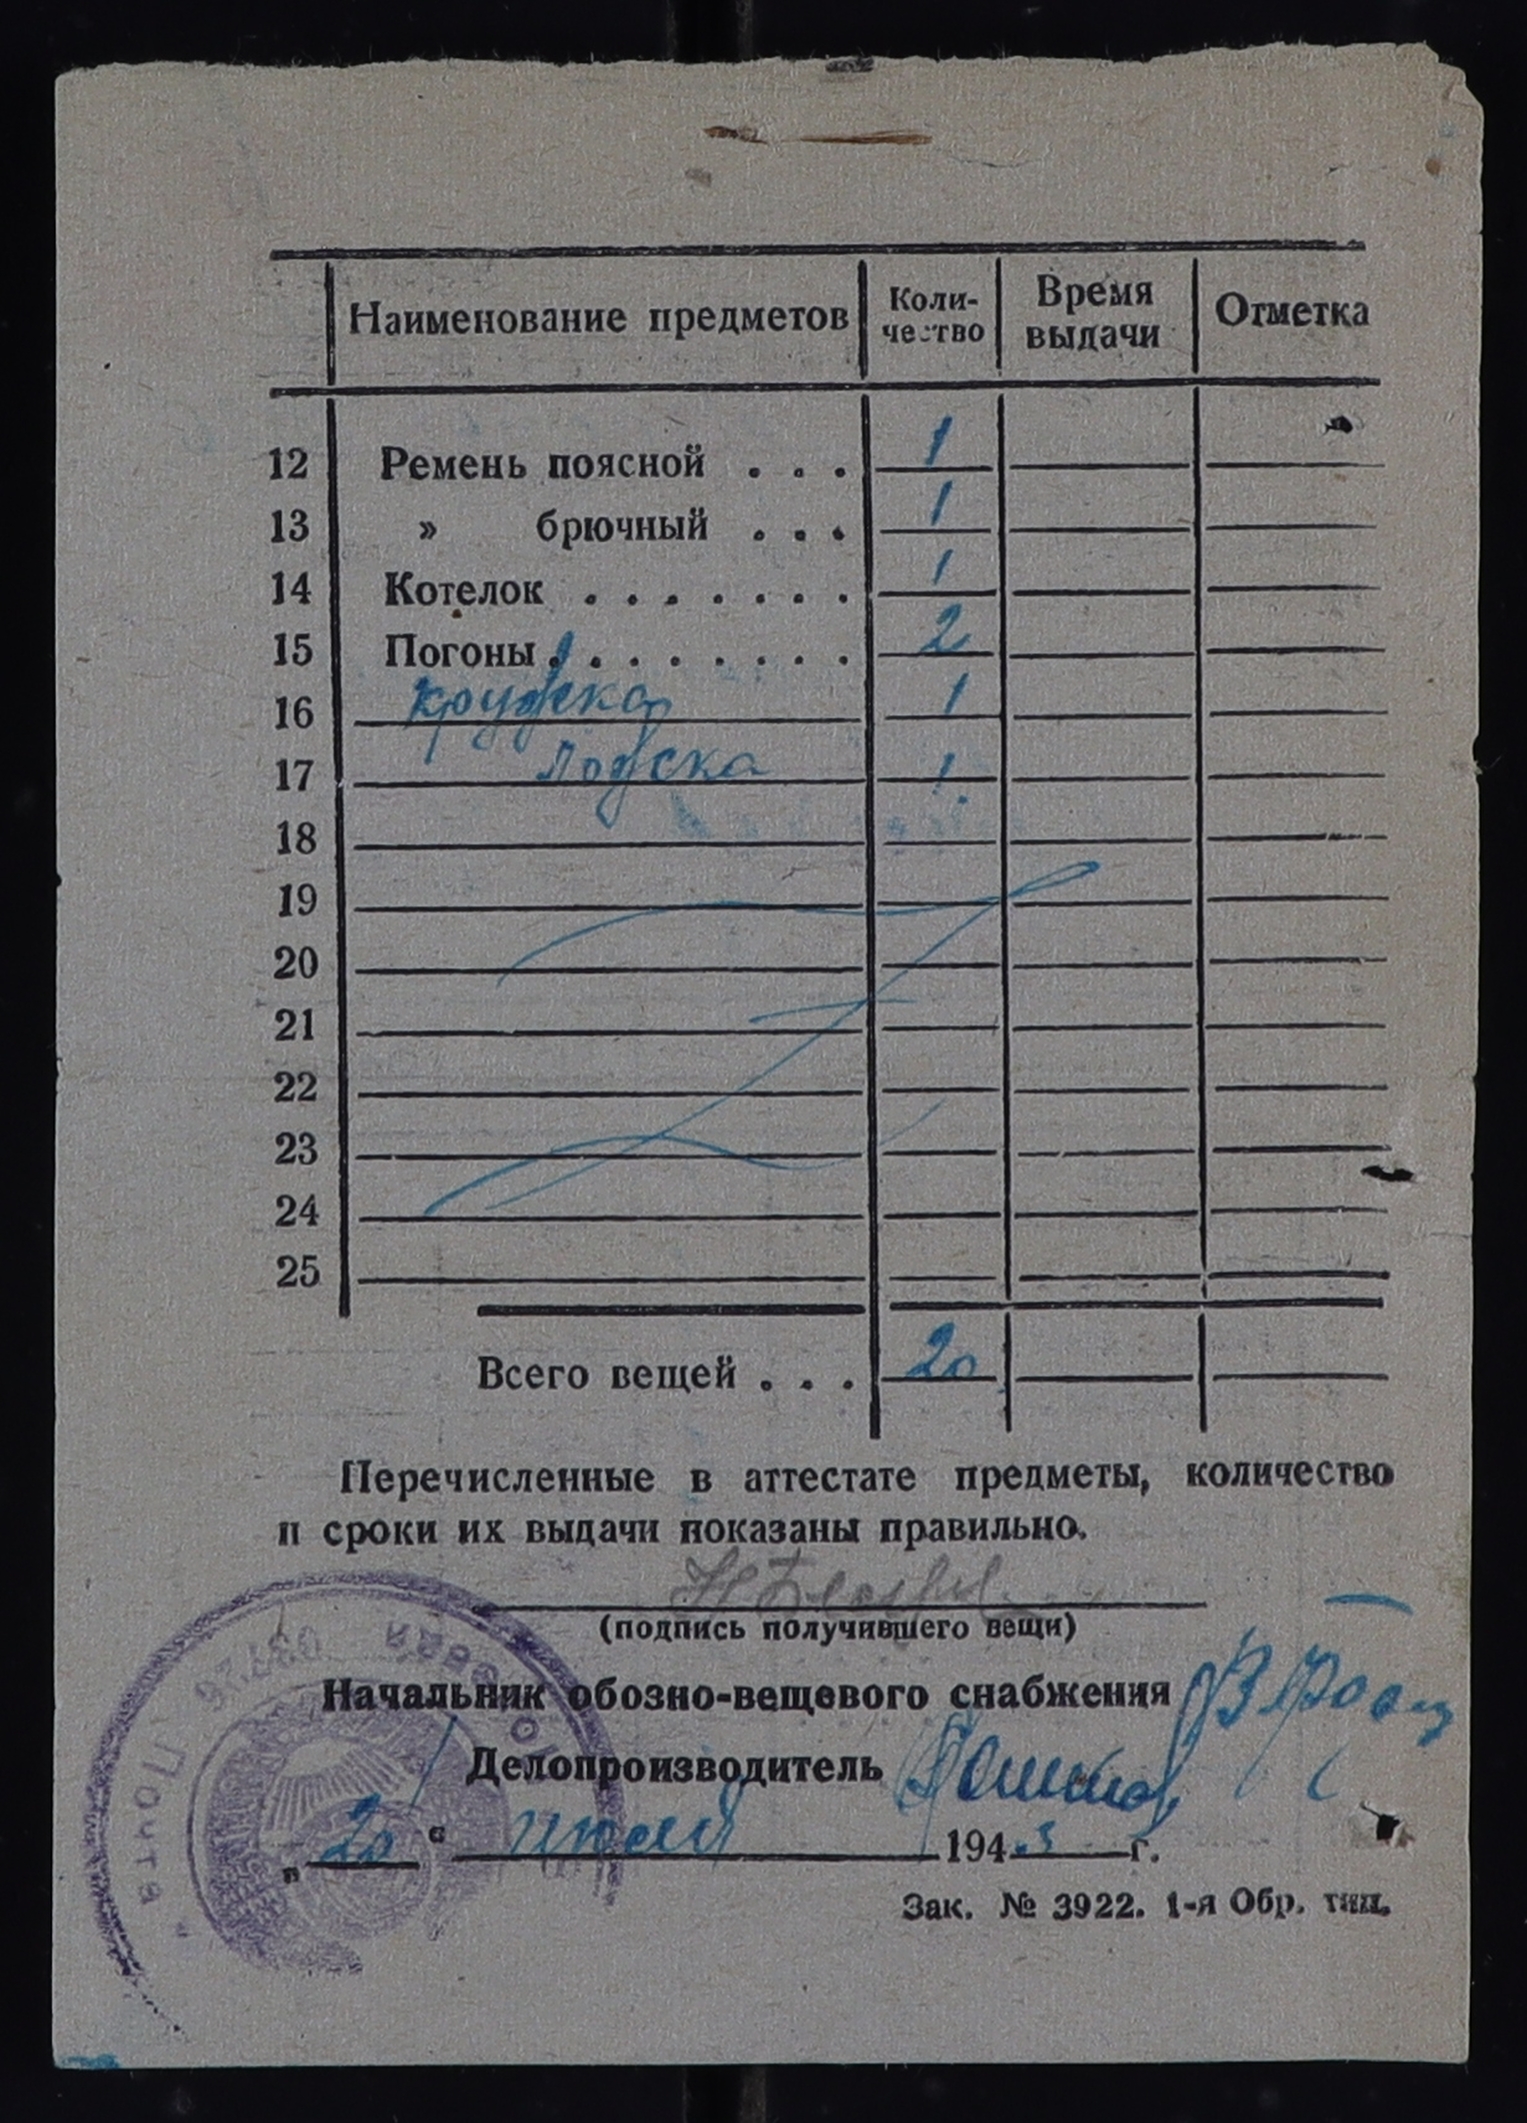 Наименование предметов Коли-чество Время выдачи Отметка
12 Ремень поясной . . . 1
13 » брючный . . . 1
14 Котелок . . . . . . . 1
15 Погоны . . . . . . . . 2
16 кружка 1
17 Ложка 1.
18
19
20
21
22
23
24
25
Всего вещей . . . 20
Перечисленные в аттестате предметы, количество
и сроки их выдачи показаны правильно.
(подпись получившего вещи)
Начальник обозно-вещевого снабжения
Делопроизводитель
" 20 " июля 1943 г.
Зак. № 3922. 1-я Обр. тип.
Полевая Почта